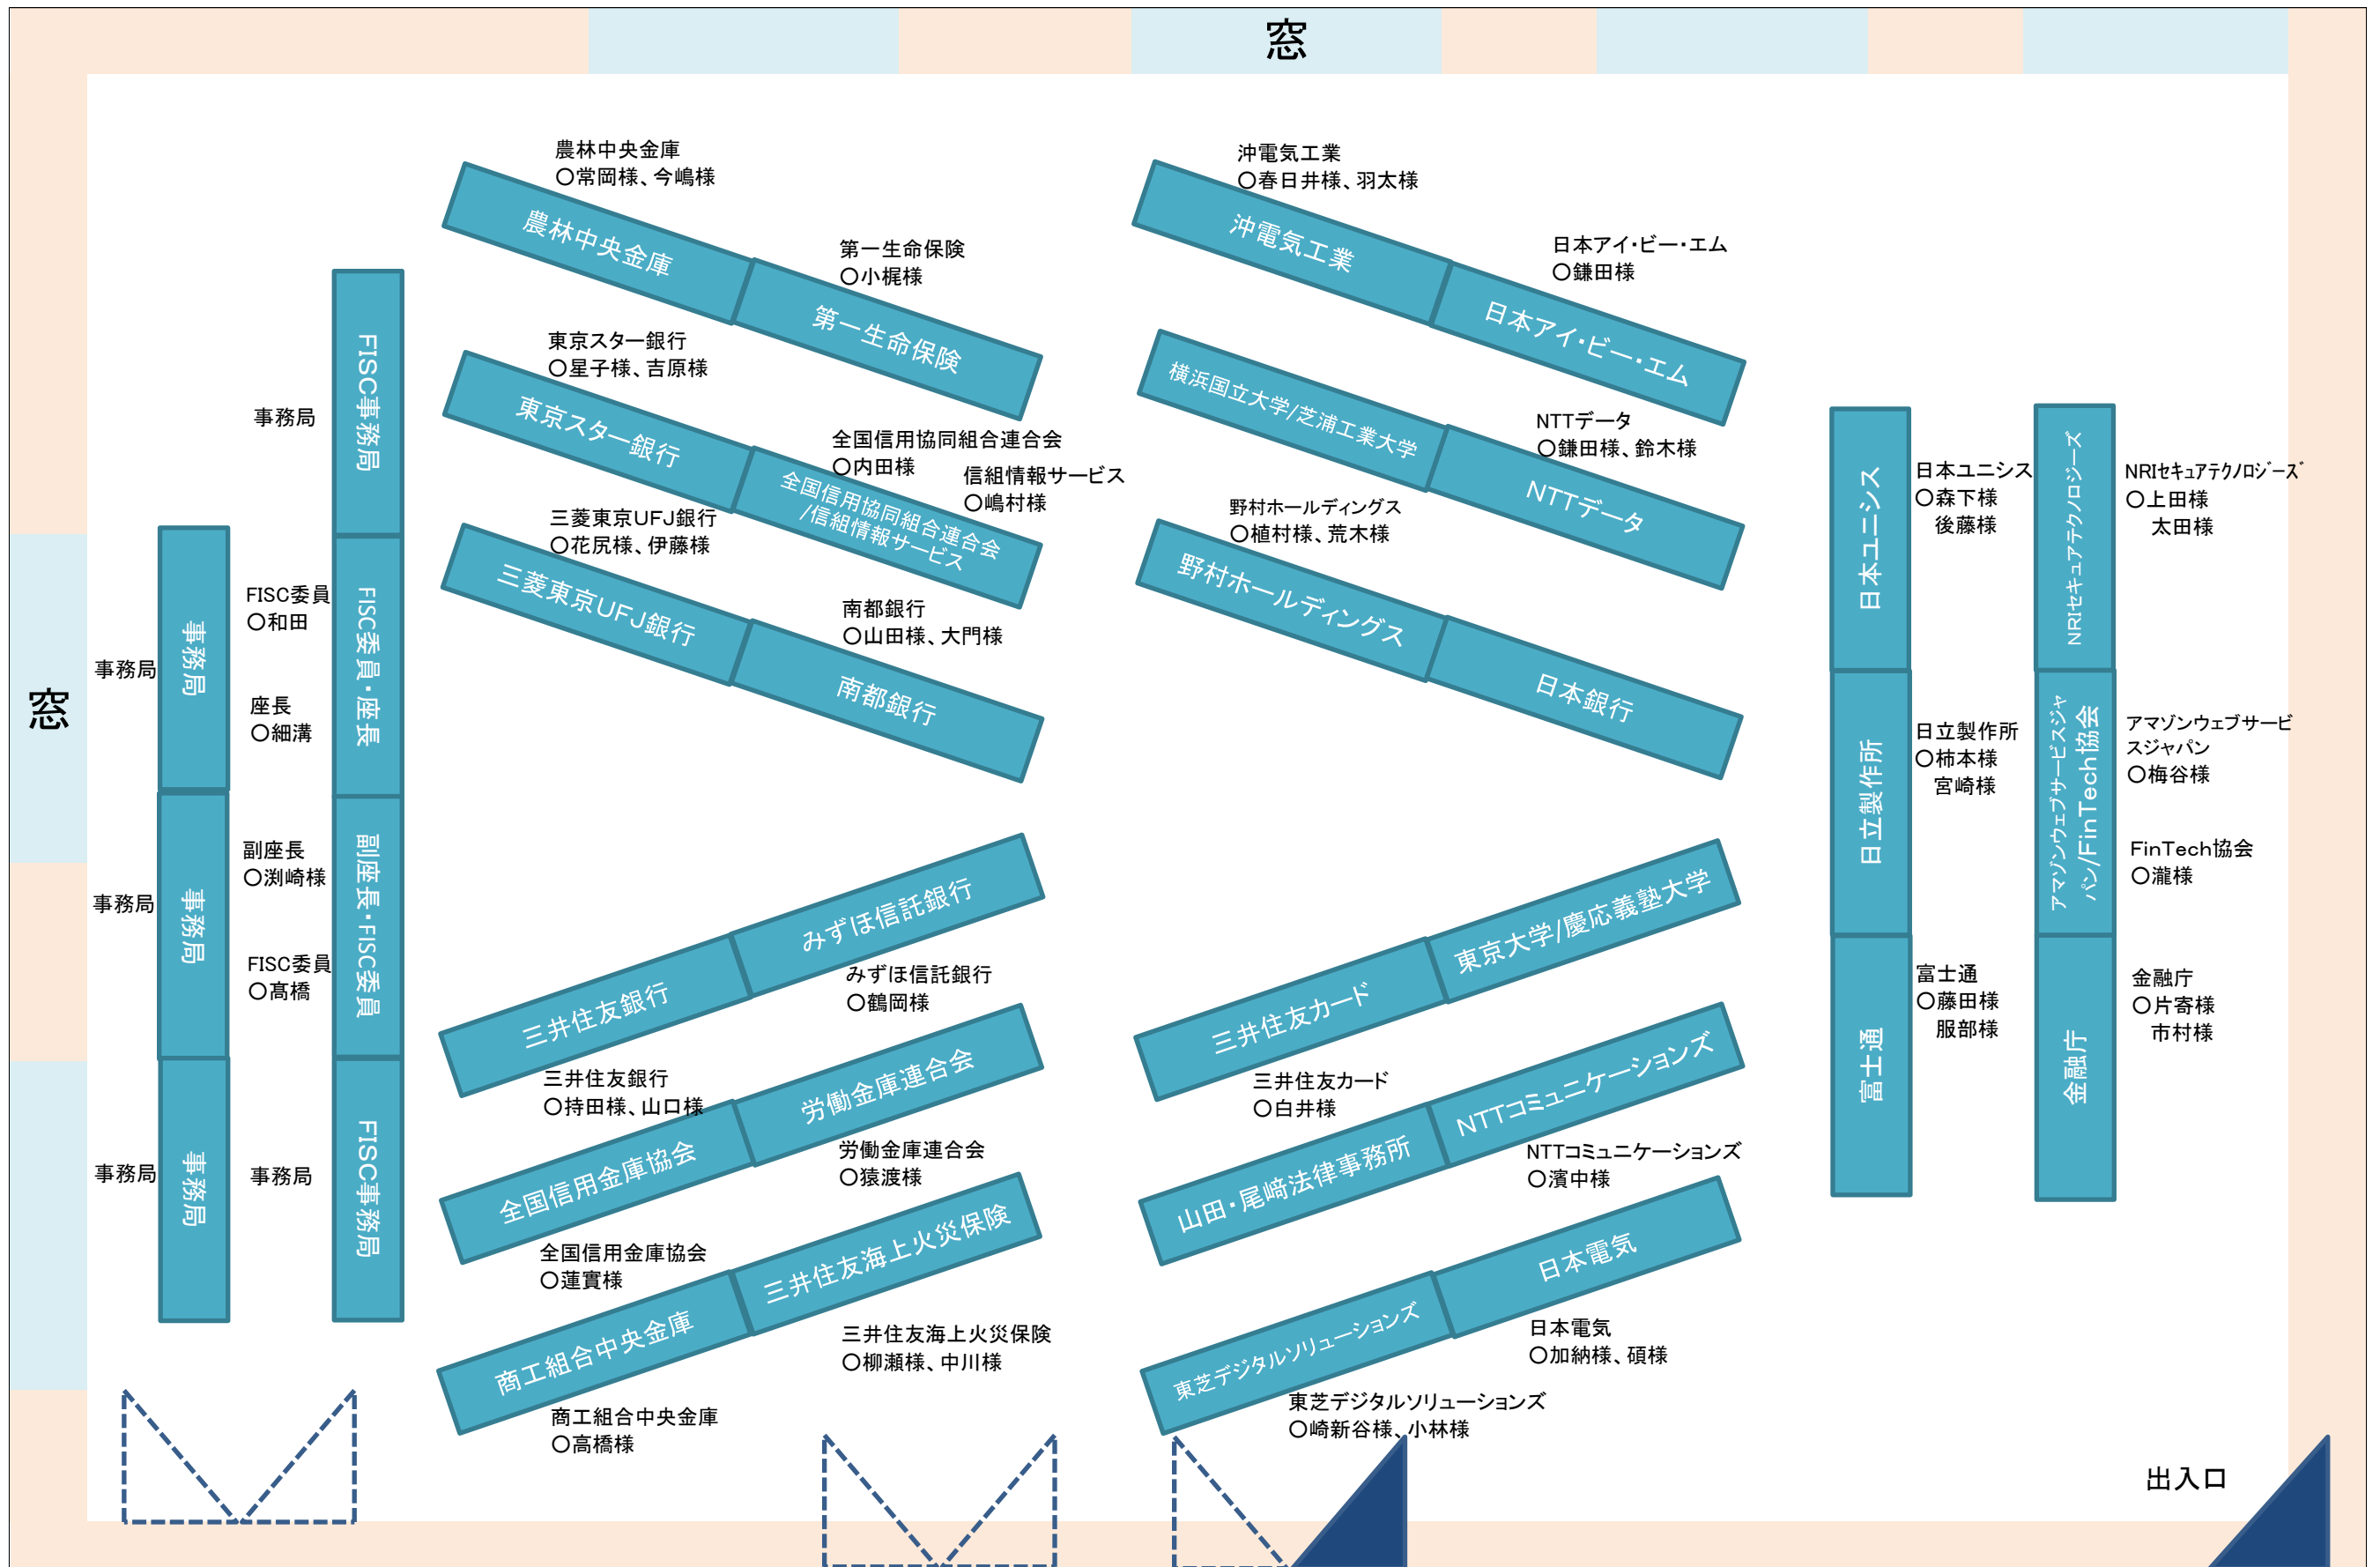 窓
農林中央金庫
〇常岡様、今嶋様
農林中央金庫
第一生命保険
〇小梶様
第一生命保険
東京スター銀行
〇星子様、吉原様
東京スター銀行
全国信用協同組合連合会
〇内田様
信組情報サービス
〇嶋村様
全国信用協同組合連合会
/信組情報サービス
三菱東京UFJ銀行
〇花尻様、伊藤様
三菱東京UFJ銀行
南都銀行
〇山田様、大門様
南都銀行
沖電気工業
〇春日井様、羽太様
沖電気工業
日本アイ・ビー・エム
〇鎌田様
日本アイ・ビー・エム
横浜国立大学/芝浦工業大学
NTTデータ
〇鎌田様、鈴木様
NTTデータ
野村ホールディングス
〇植村様、荒木様
野村ホールディングス
日本銀行
事務局
FISC事務局
FISC委員
〇和田
座長
〇細溝
FISC委員・座長
副座長
〇渕崎様
FISC委員
〇髙橋
副座長・FISC委員
事務局
FISC事務局
窓
事務局
事務局
事務局
事務局
事務局
事務局
みずほ信託銀行
三井住友銀行
みずほ信託銀行
〇鶴岡様
三井住友銀行
〇持田様、山口様
労働金庫連合会
全国信用金庫協会
労働金庫連合会
〇猿渡様
全国信用金庫協会
〇蓮實様
三井住友海上火災保険
商工組合中央金庫
三井住友海上火災保険
〇柳瀬様、中川様
商工組合中央金庫
〇高橋様
東京大学/慶応義塾大学
三井住友カード
三井住友カード
〇白井様
NTTコミュニケーションズ
山田・尾﨑法律事務所
NTTコミュニケーションズ
〇濱中様
日本電気
東芝デジタルソリューションズ
日本電気
〇加納様、碩様
東芝デジタルソリューションズ
〇崎新谷様、小林様
日本ユニシス
日本ユニシス
〇森下様
後藤様
日立製作所
日立製作所
〇柿本様
宮崎様
富士通
富士通
〇藤田様
服部様
NRIセキュアテクノロジーズ
NRIｾｷｭｱﾃｸﾉﾛｼﾞｰｽﾞ
〇上田様
太田様
アマゾンウェブサービスジャ
パン/FinTech協会
アマゾンウェブサービ
スジャパン
〇梅谷様
FinTech協会
〇瀧様
金融庁
金融庁
〇片寄様
市村様
出入口